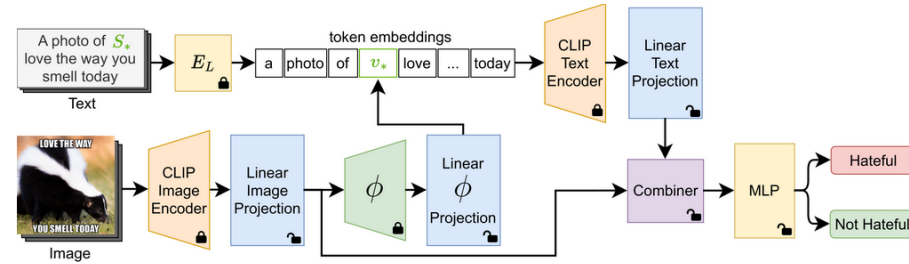 token embeddings
A photo of S*
love the way you
smell today
Text
E_L
a photo of v* love ... today
CLIP
Text
Encoder
Linear
Text
Projection
LOVE THE WAY
YOU SMELL TODAY
Image
CLIP
Image
Encoder
Linear
Image
Projection
ϕ
Linear
ϕ
Projection
Combiner
MLP
Hateful
Not Hateful